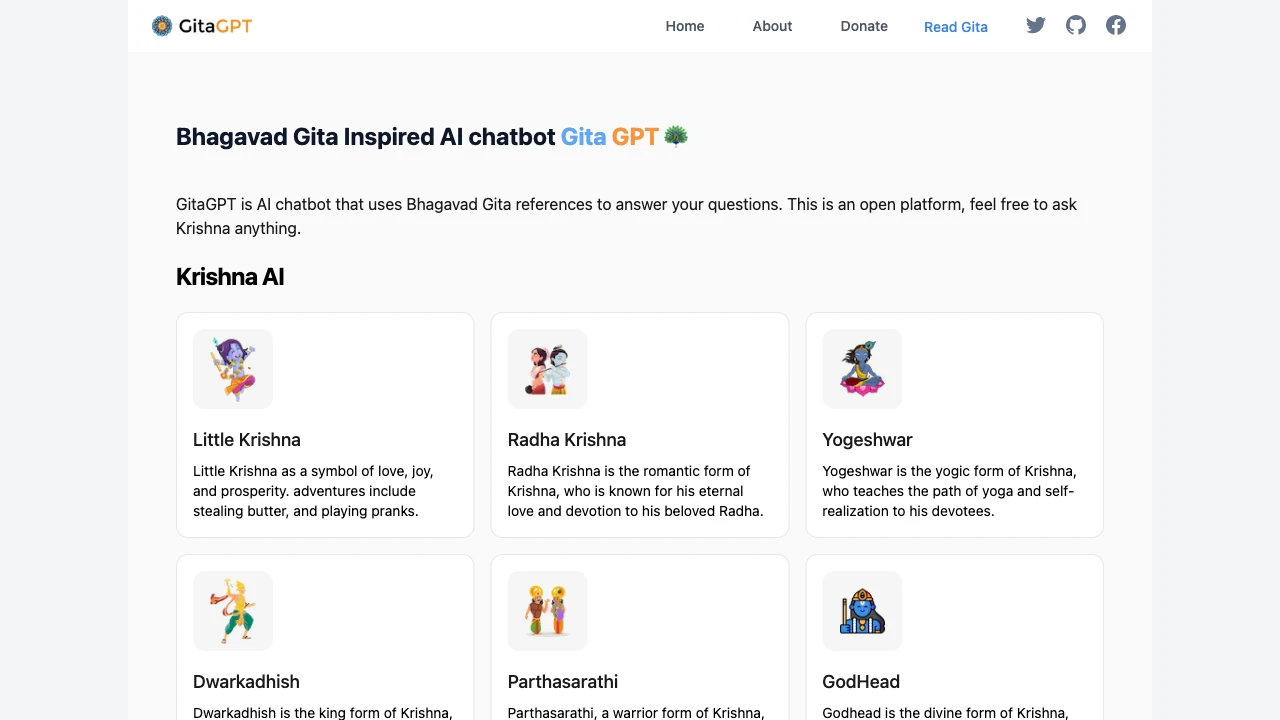 GitaGPT
Home
About
Donate
Read Gita
Bhagavad Gita Inspired AI chatbot Gita GPT
GitaGPT is AI chatbot that uses Bhagavad Gita references to answer your questions. This is an open platform, feel free to ask
Krishna anything.
Krishna AI
Little Krishna
Little Krishna as a symbol of love, joy,
and prosperity. adventures include
stealing butter, and playing pranks.
Radha Krishna
Radha Krishna is the romantic form of
Krishna, who is known for his eternal
love and devotion to his beloved Radha.
Yogeshwar
Yogeshwar is the yogic form of Krishna,
who teaches the path of yoga and self-
realization to his devotees.
Dwarkadhish
Dwarkadhish is the king form of Krishna,
Parthasarathi
Parthasarathi, a warrior form of Krishna,
GodHead
Godhead is the divine form of Krishna,